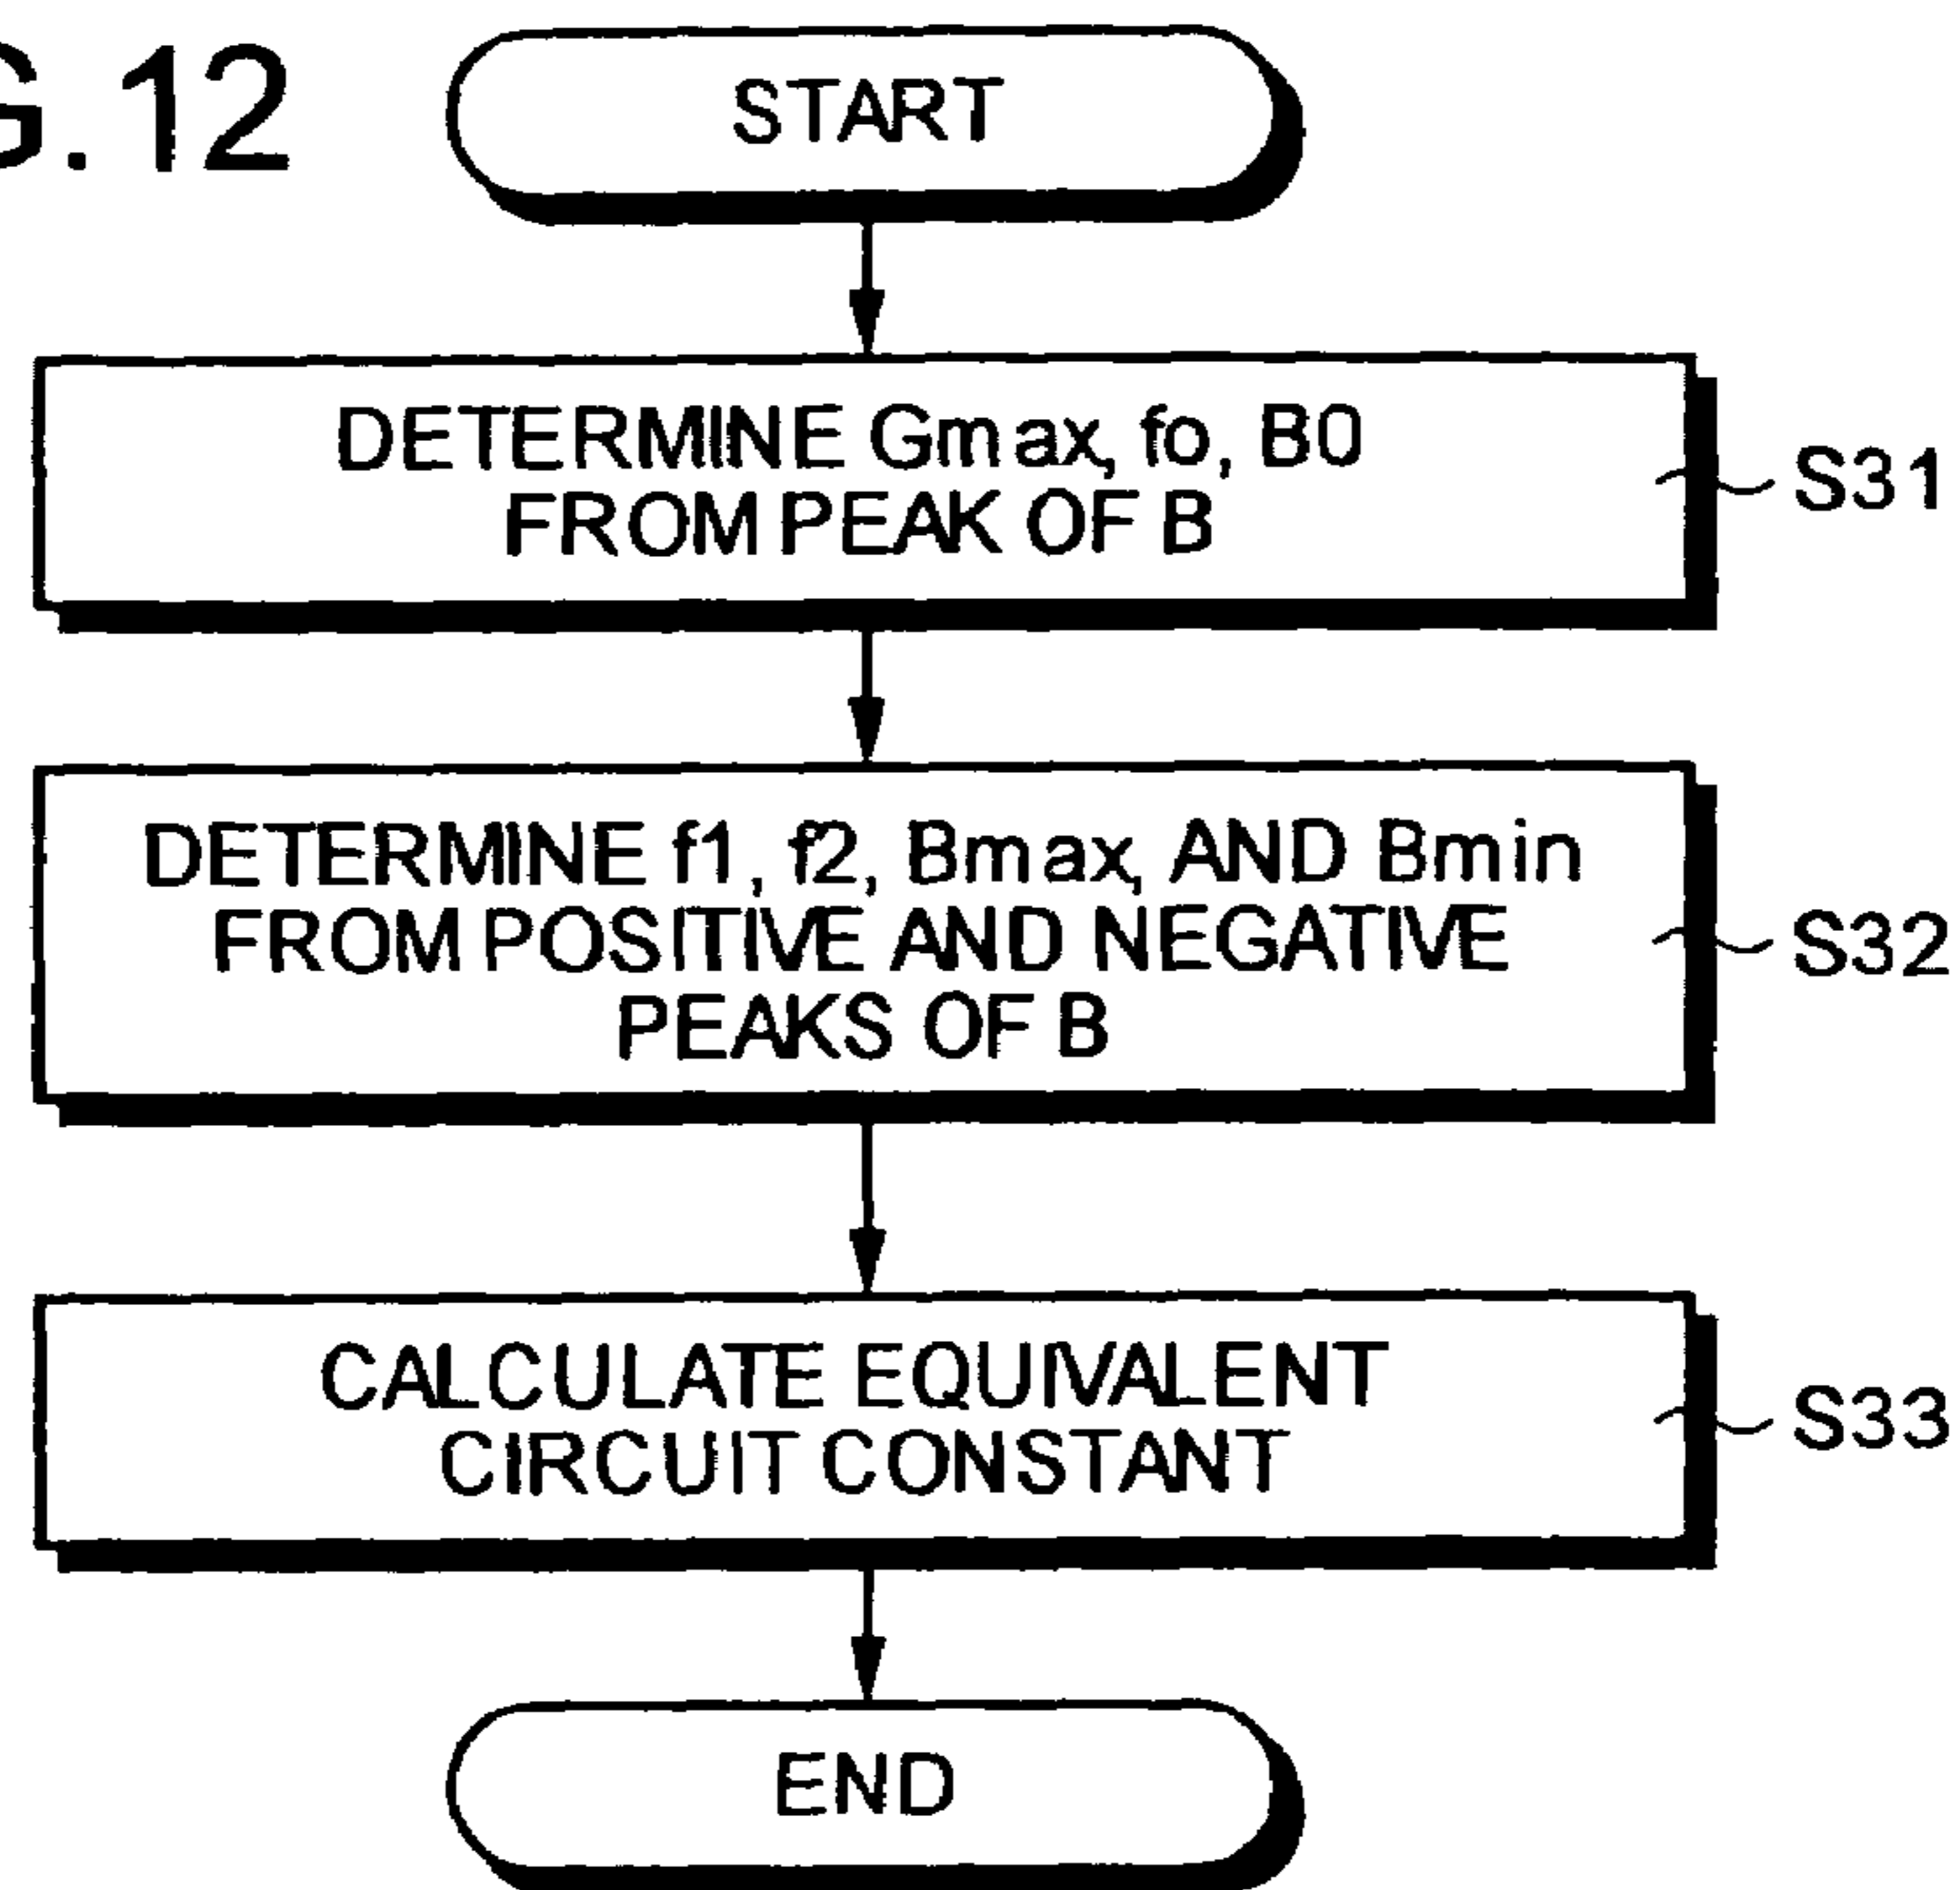 G.12
START
DETERMINE Gmax, fo, B0
FROM PEAK OF B
S31
DETERMINE f1, f2, Bmax, AND Bmin
FROM POSITIVE AND NEGATIVE
PEAKS OF B
S32
CALCULATE EQUIVALENT
CIRCUIT CONSTANT
S33
END